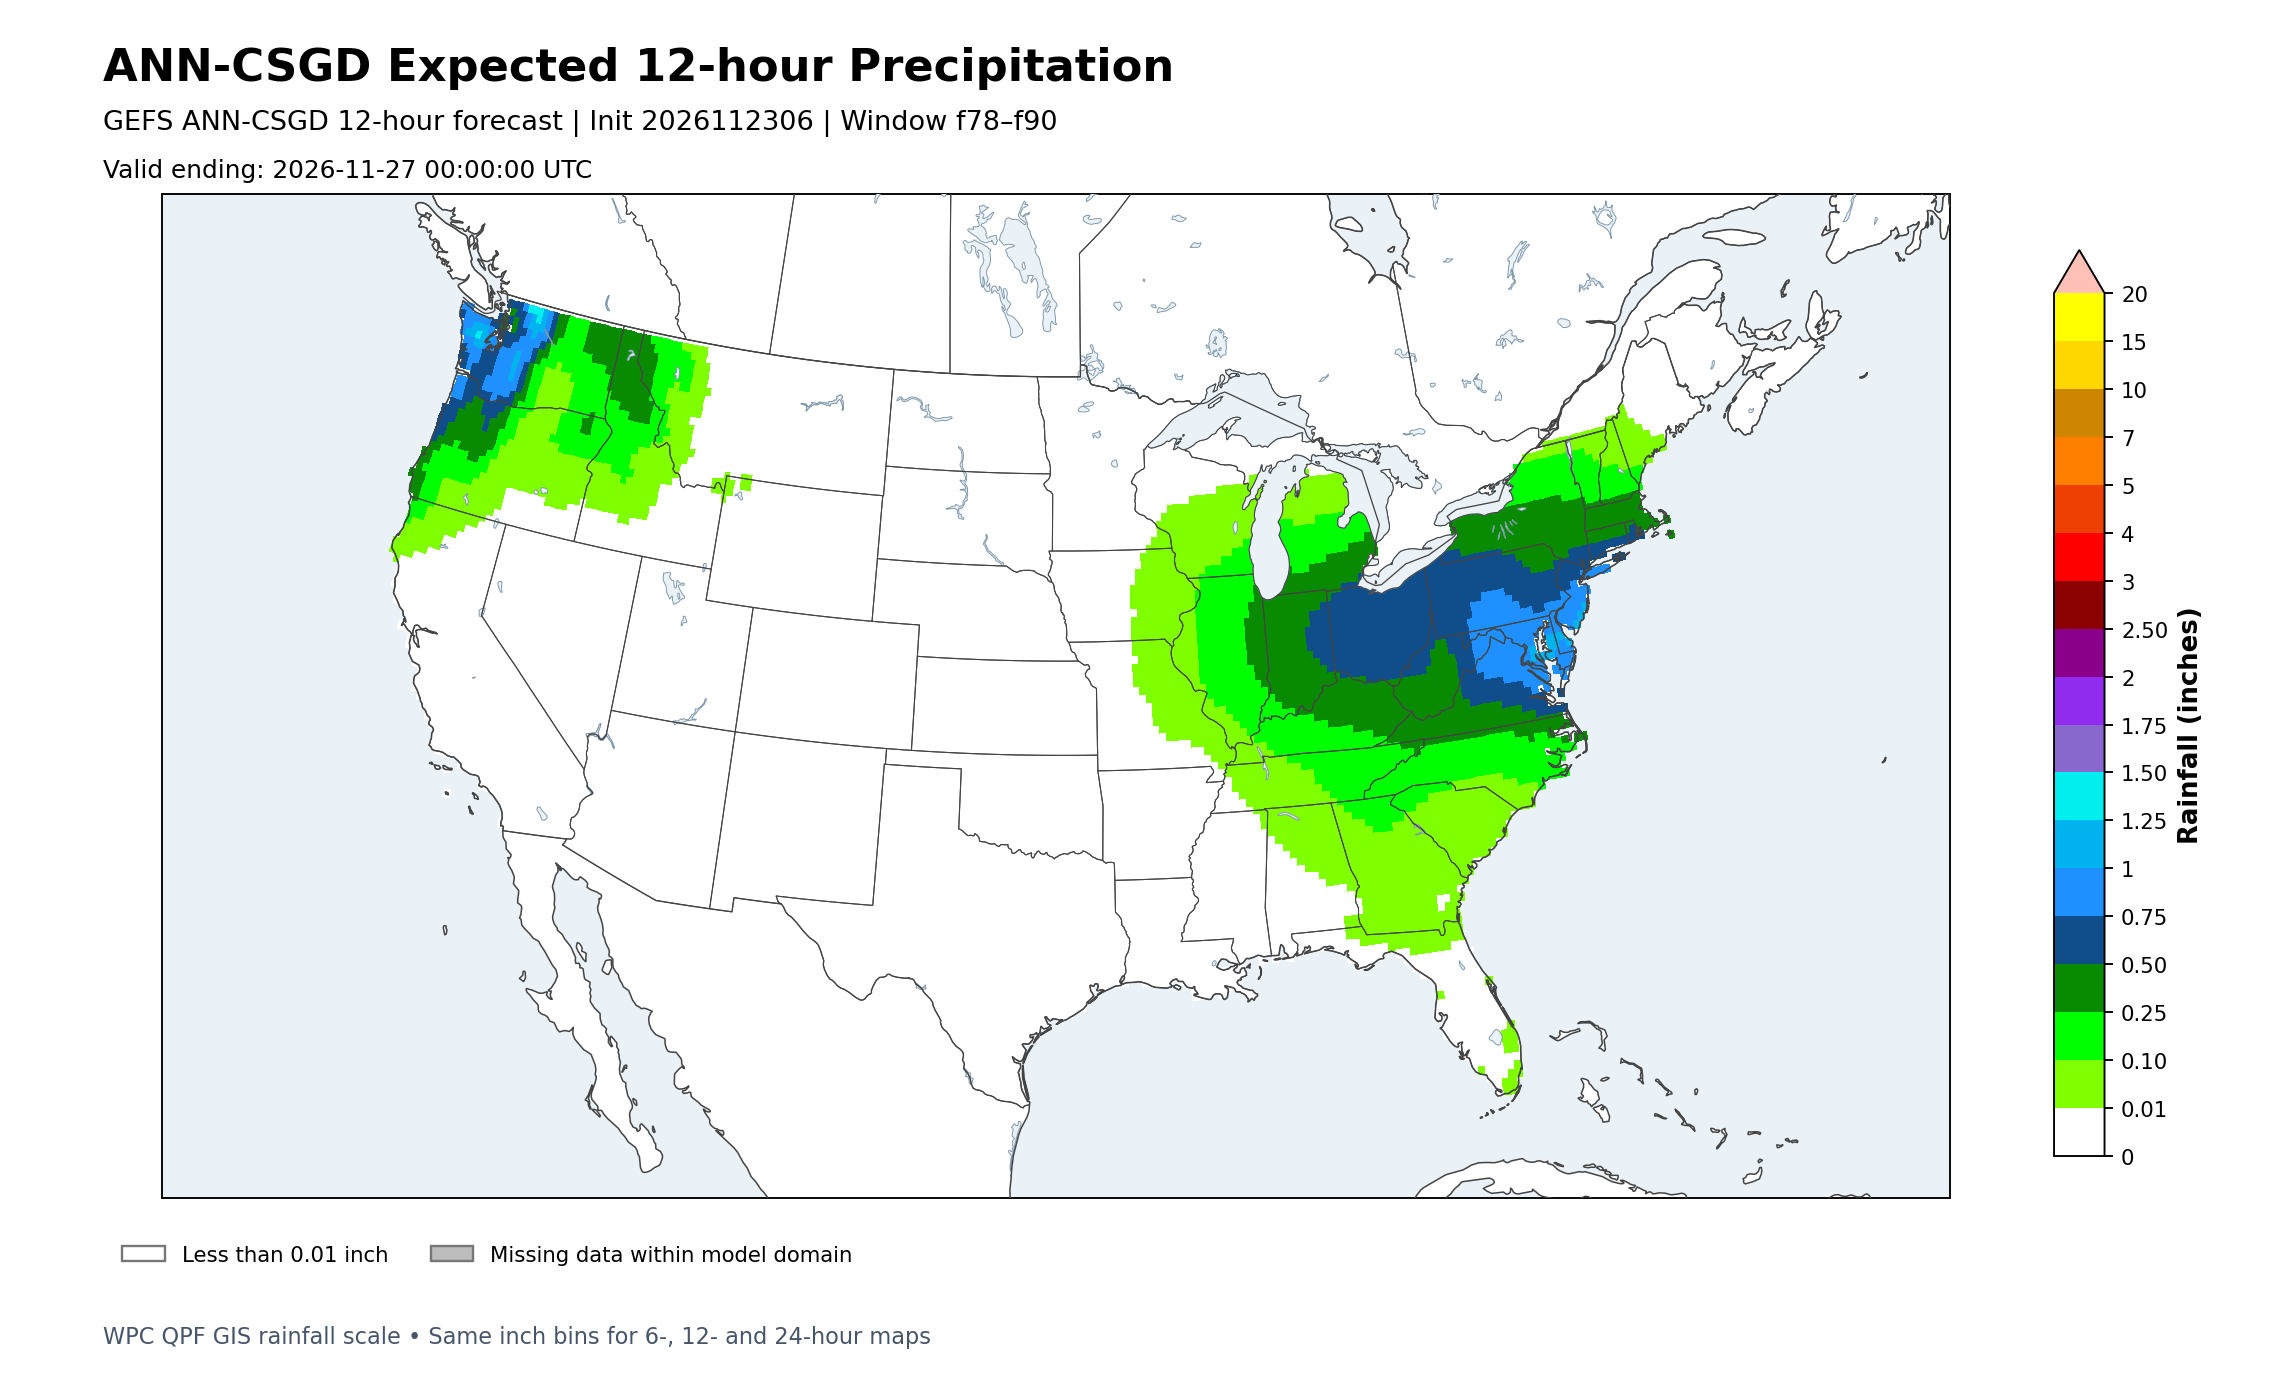 ANN-CSGD Expected 12-hour Precipitation
GEFS ANN-CSGD 12-hour forecast | Init 2026112306 | Window f78–f90
Valid ending: 2026-11-27 00:00:00 UTC
20
15
10
7
5
4
3
2.50
2
1.75
1.50
1.25
1
0.75
0.50
0.25
0.10
0.01
0
Rainfall (inches)
Less than 0.01 inch
Missing data within model domain
WPC QPF GIS rainfall scale • Same inch bins for 6-, 12- and 24-hour maps